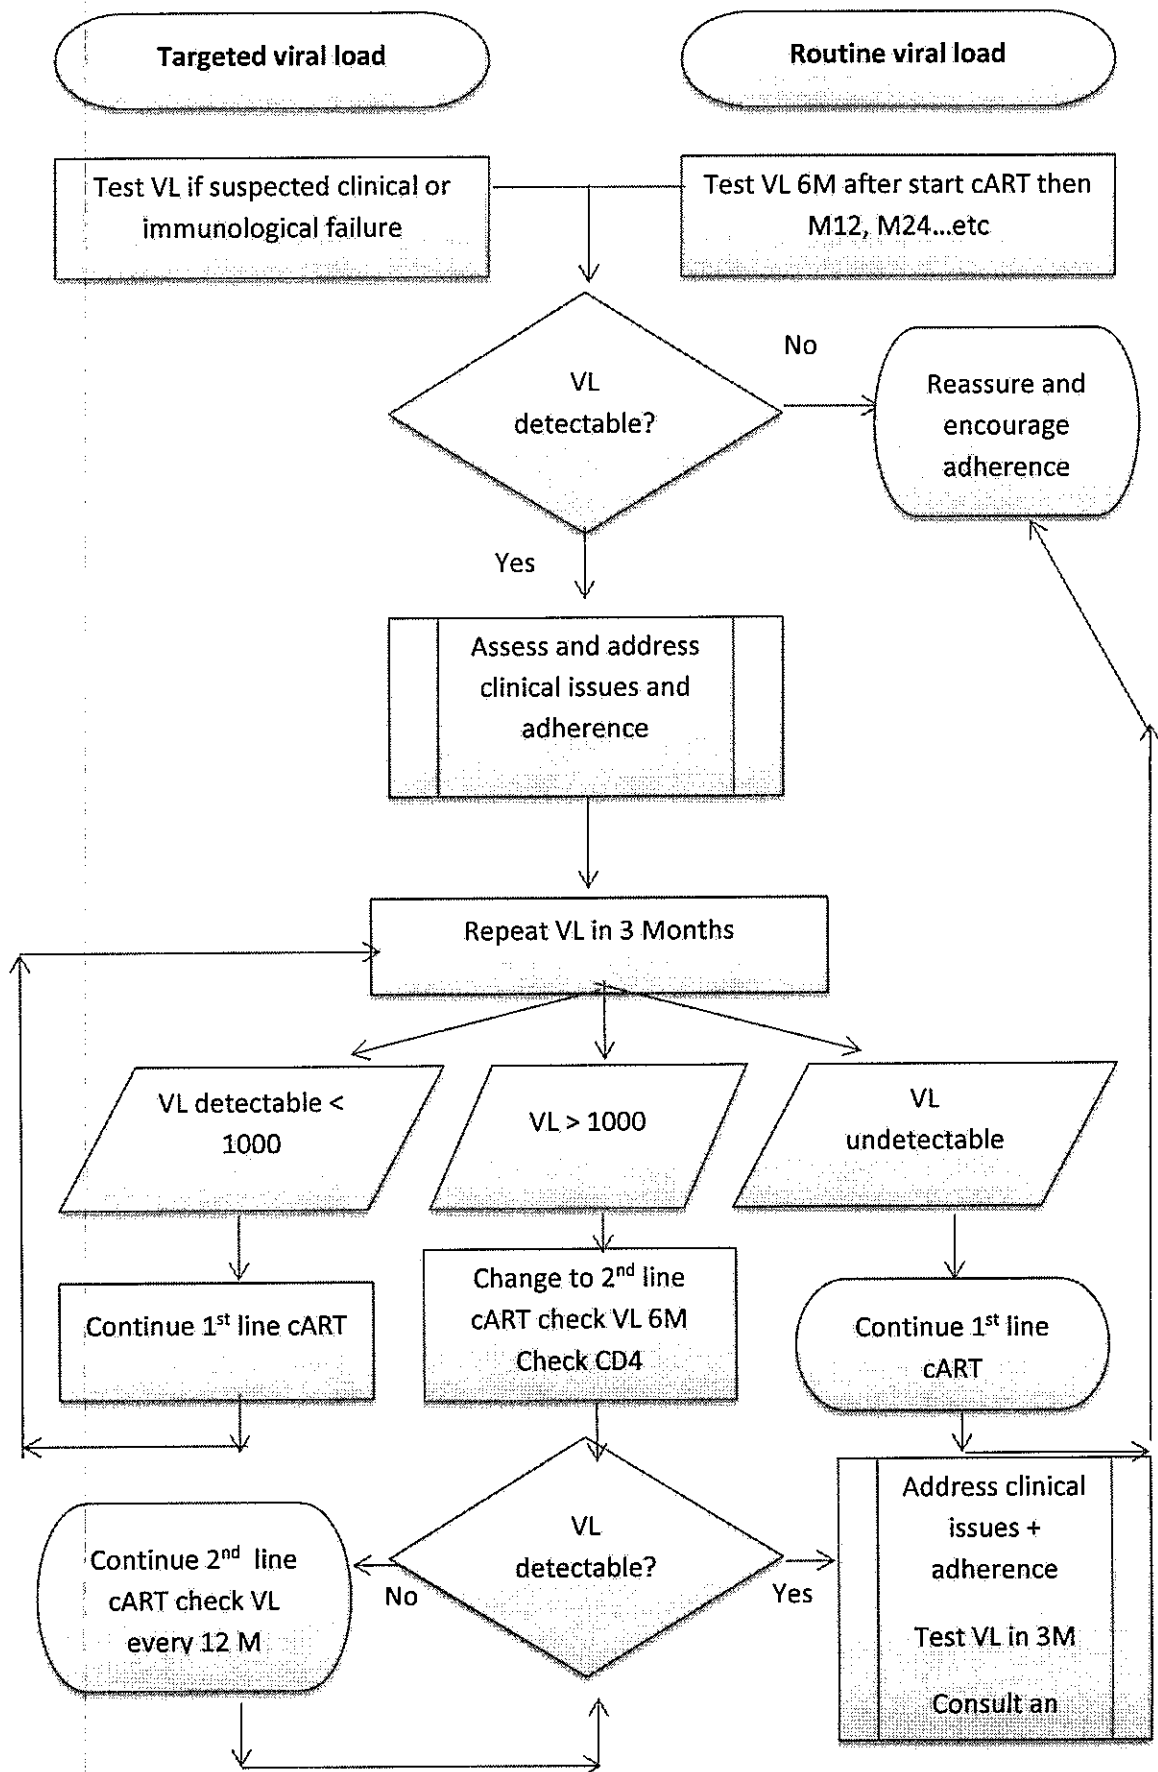 Targeted viral load
Routine viral load
Test VL if suspected clinical or
immunological failure
Test VL 6M after start cART then
M12, M24...etc
VL
detectable?
No
Reassure and
encourage
adherence
Yes
Assess and address
clinical issues and
adherence
Repeat VL in 3 Months
VL detectable <
1000
VL > 1000
VL
undetectable
Continue 1st line cART
Change to 2nd line
cART check VL 6M
Check CD4
Continue 1st line
cART
Continue 2nd line
cART check VL
every 12 M
No
VL
detectable?
Yes
Address clinical
issues +
adherence
Test VL in 3M
Consult an